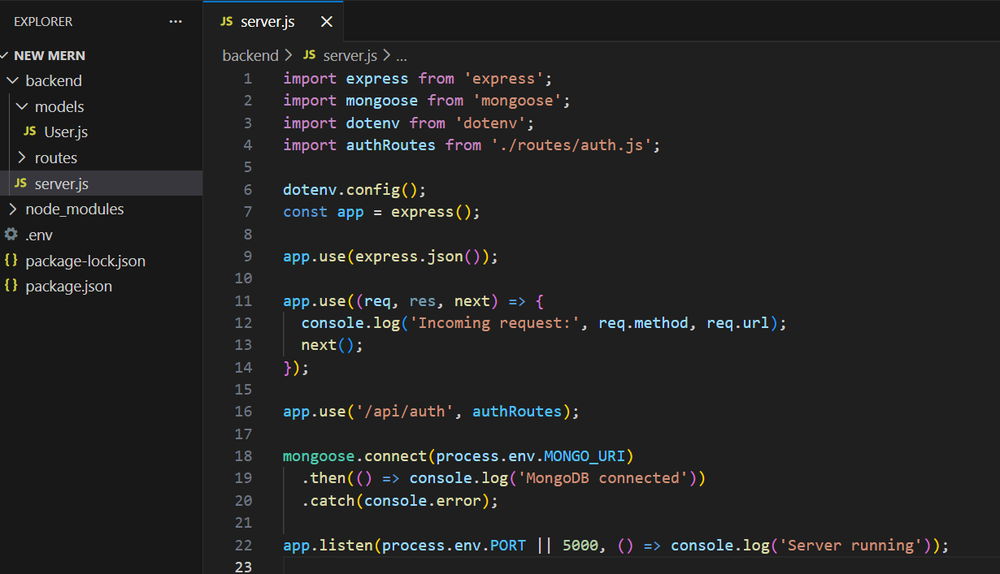 EXPLORER ...
NEW MERN
backend
models
JS User.js
routes
JS server.js
node_modules
.env
{} package-lock.json
{} package.json
JS server.js
backend > JS server.js > ...
1 import express from 'express';
2 import mongoose from 'mongoose';
3 import dotenv from 'dotenv';
4 import authRoutes from './routes/auth.js';
5
6 dotenv.config();
7 const app = express();
8
9 app.use(express.json());
10
11 app.use((req, res, next) => {
12   console.log('Incoming request:', req.method, req.url);
13   next();
14 });
15
16 app.use('/api/auth', authRoutes);
17
18 mongoose.connect(process.env.MONGO_URI)
19   .then(() => console.log('MongoDB connected'))
20   .catch(console.error);
21
22 app.listen(process.env.PORT || 5000, () => console.log('Server running'));
23